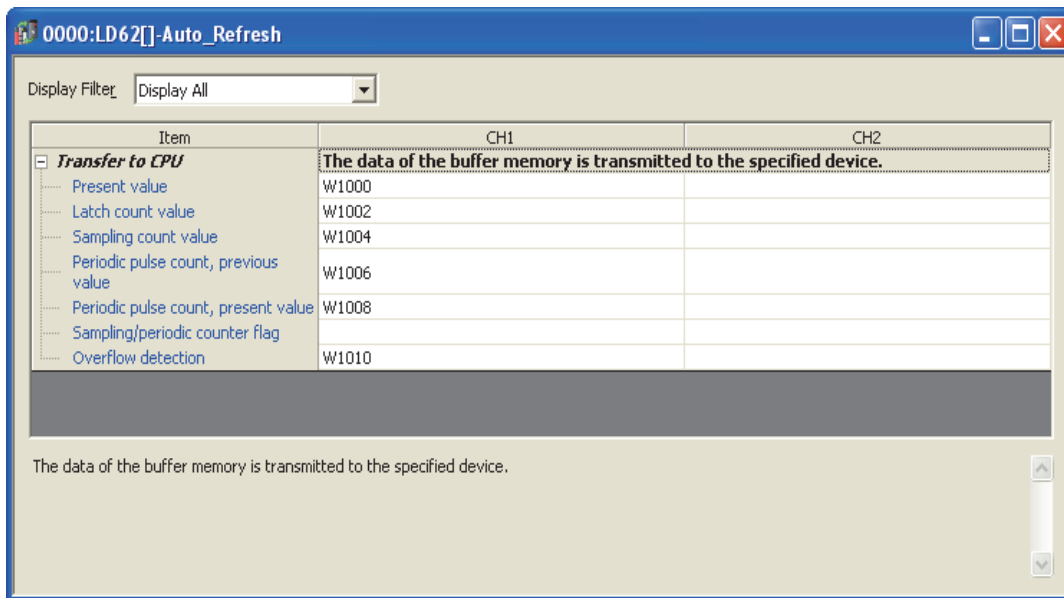 0000:LD62[]-Auto_Refresh
Display Filter Display All
Item CH1 CH2
Transfer to CPU The data of the buffer memory is transmitted to the specified device.
Present value W1000
Latch count value W1002
Sampling count value W1004
Periodic pulse count, previous
value W1006
Periodic pulse count, present value W1008
Sampling/periodic counter flag
Overflow detection W1010
The data of the buffer memory is transmitted to the specified device.